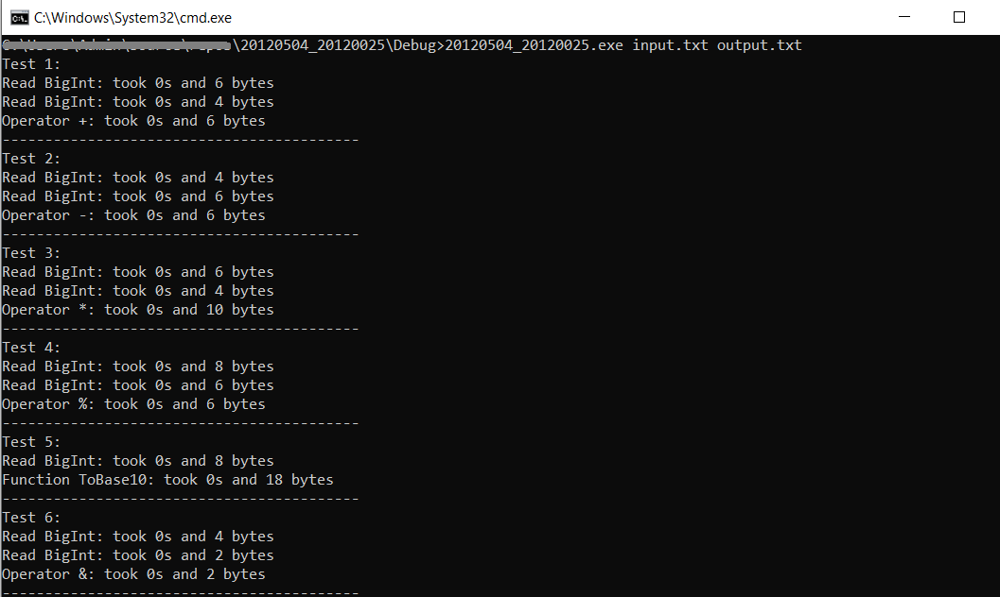 C:\Windows\System32\cmd.exe
\20120504_20120025\Debug>20120504_20120025.exe input.txt output.txt
Test 1:
Read BigInt: took 0s and 6 bytes
Read BigInt: took 0s and 4 bytes
Operator +: took 0s and 6 bytes
------------------------------------------
Test 2:
Read BigInt: took 0s and 4 bytes
Read BigInt: took 0s and 6 bytes
Operator -: took 0s and 6 bytes
------------------------------------------
Test 3:
Read BigInt: took 0s and 6 bytes
Read BigInt: took 0s and 4 bytes
Operator *: took 0s and 10 bytes
------------------------------------------
Test 4:
Read BigInt: took 0s and 8 bytes
Read BigInt: took 0s and 6 bytes
Operator %: took 0s and 6 bytes
------------------------------------------
Test 5:
Read BigInt: took 0s and 8 bytes
Function ToBase10: took 0s and 18 bytes
------------------------------------------
Test 6:
Read BigInt: took 0s and 4 bytes
Read BigInt: took 0s and 2 bytes
Operator &: took 0s and 2 bytes
------------------------------------------